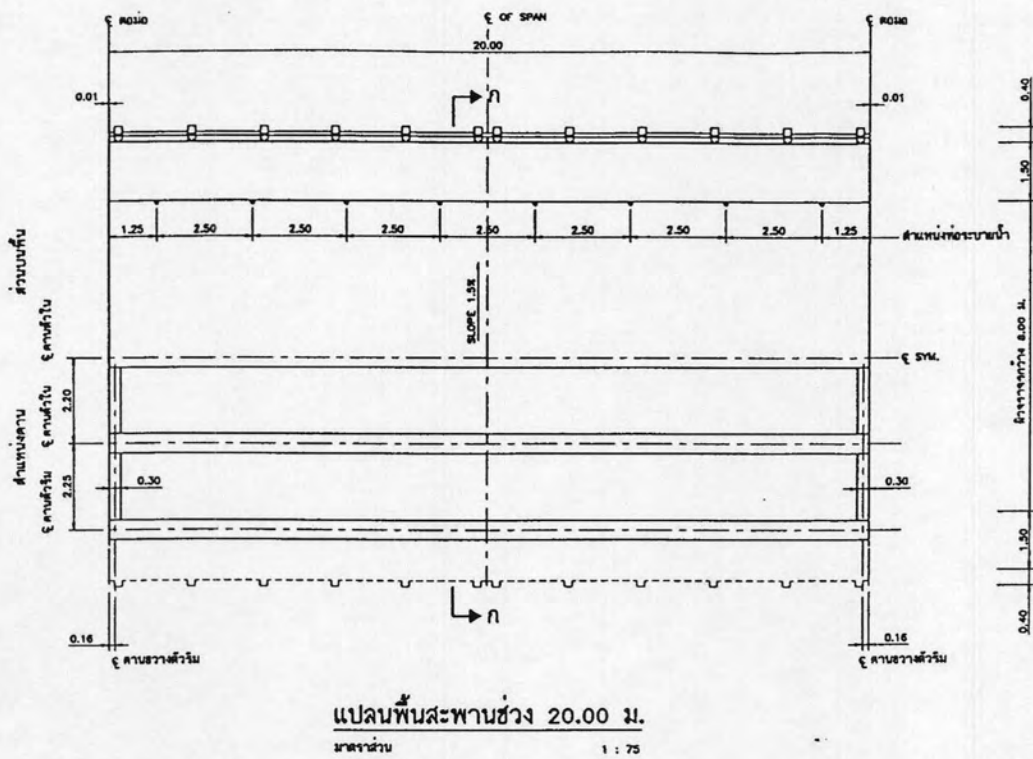 ℄ ตอม่อ
℄ OF SPAN
℄ ตอม่อ
20.00
0.01
ก
0.01
0.40
1.50
1.25 2.50 2.50 2.50 2.50 2.50 2.50 2.50 1.25
ตำแหน่งท่อระบายน้ำ
ส่วนบนพื้น
SLOPE 1.5%
℄ คานตัวใน
℄ SYM.
ผิวจราจรกว้าง 8.00 ม.
ตำแหน่งคาน
2.20
℄ คานตัวใน
2.25
0.30
0.30
℄ คานตัวริม
1.50
ก
0.40
0.16
0.16
℄ คานขวางตัวริม
℄ คานขวางตัวริม
แปลนพื้นสะพานช่วง 20.00 ม.
มาตราส่วน 1 : 75